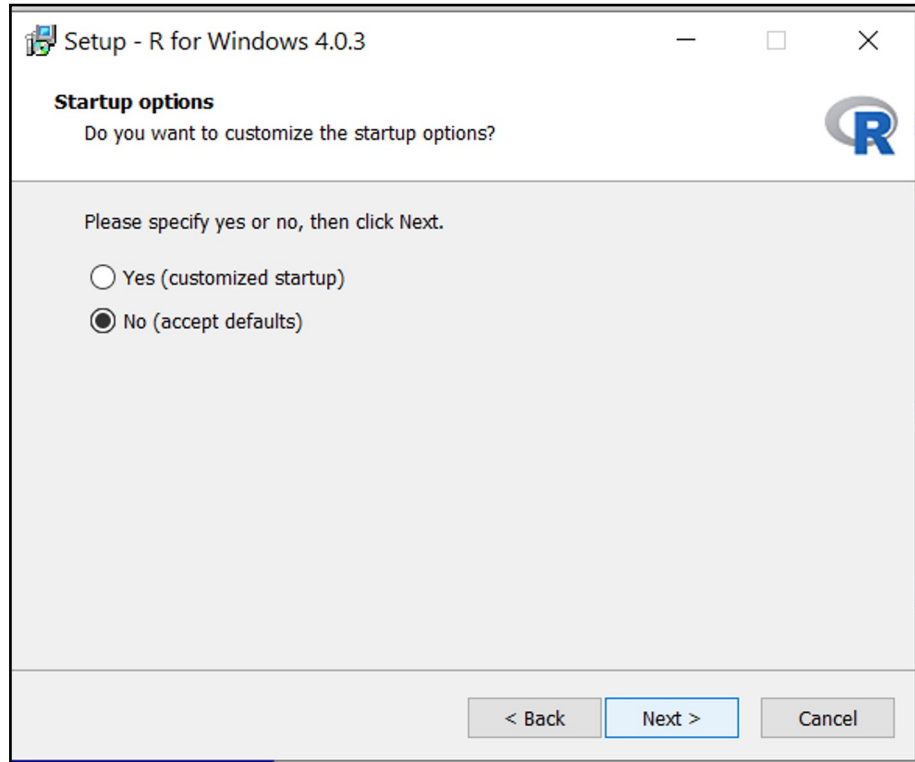 Setup - R for Windows 4.0.3
Startup options
Do you want to customize the startup options?
R
Please specify yes or no, then click Next.
Yes (customized startup)
No (accept defaults)
< Back Next > Cancel